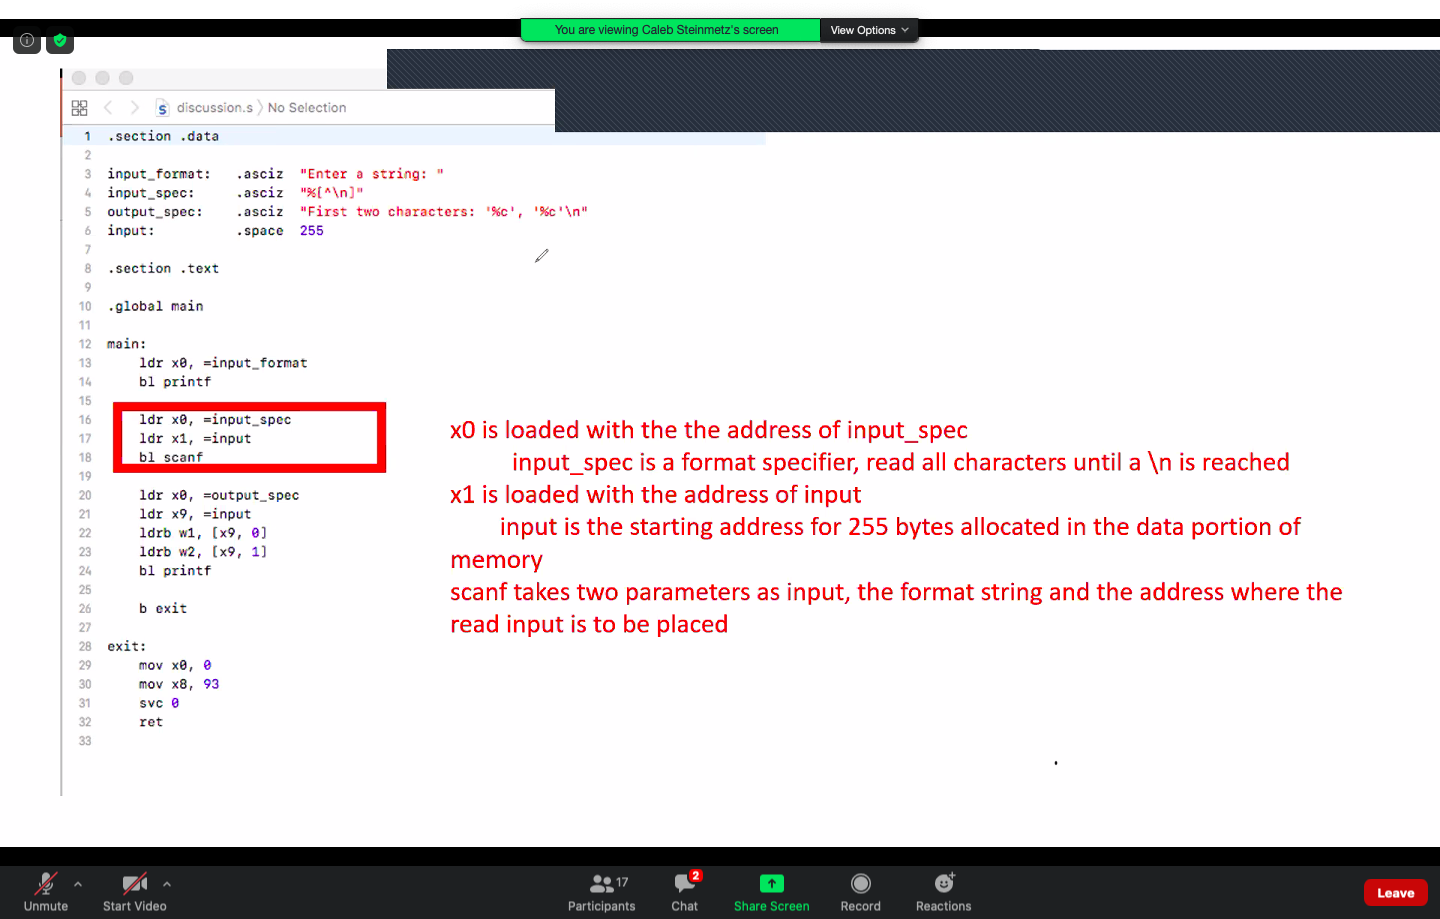 You are viewing Caleb Steinmetz's screen View Options
discussion.s No Selection
1 .section .data
2
3 input_format: .asciz "Enter a string: "
4 input_spec: .asciz "%[^\n]"
5 output_spec: .asciz "First two characters: '%c', '%c'\n"
6 input: .space 255
7
8 .section .text
9
10 .global main
11
12 main:
13 ldr x0, =input_format
14 bl printf
15
16 ldr x0, =input_spec
17 ldr x1, =input
18 bl scanf
19
20 ldr x0, =output_spec
21 ldr x9, =input
22 ldrb w1, [x9, 0]
23 ldrb w2, [x9, 1]
24 bl printf
25
26 b exit
27
28 exit:
29 mov x0, 0
30 mov x8, 93
31 svc 0
32 ret
33
x0 is loaded with the the address of input_spec
input_spec is a format specifier, read all characters until a \n is reached
x1 is loaded with the address of input
input is the starting address for 255 bytes allocated in the data portion of
memory
scanf takes two parameters as input, the format string and the address where the
read input is to be placed
Unmute Start Video Participants 17 Chat 2 Share Screen Record Reactions Leave